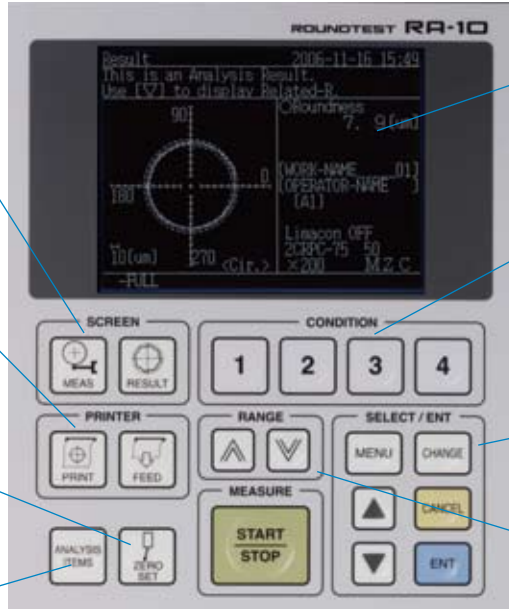 ROUNDTEST RA-10
Result 2006-11-16 15:49
This is an Analysis Result.
Use [▽] to display Related-R.
○Roundness
7. 9[um]
90
0
180
270
[WORK-NAME 01]
[OPERATOR-NAME ]
[A1]
Limacon OFF
2CRPC-75 50
×200 M Z C
10[um]
<Cir.>
-FULL
SCREEN
CONDITION
MEAS
RESULT
1 2 3 4
PRINTER
RANGE
SELECT / ENT
PRINT
FEED
MENU
CHANGE
MEASURE
START
STOP
CANCEL
ANALYSIS
ITEMS
ZERO
SET
ENT